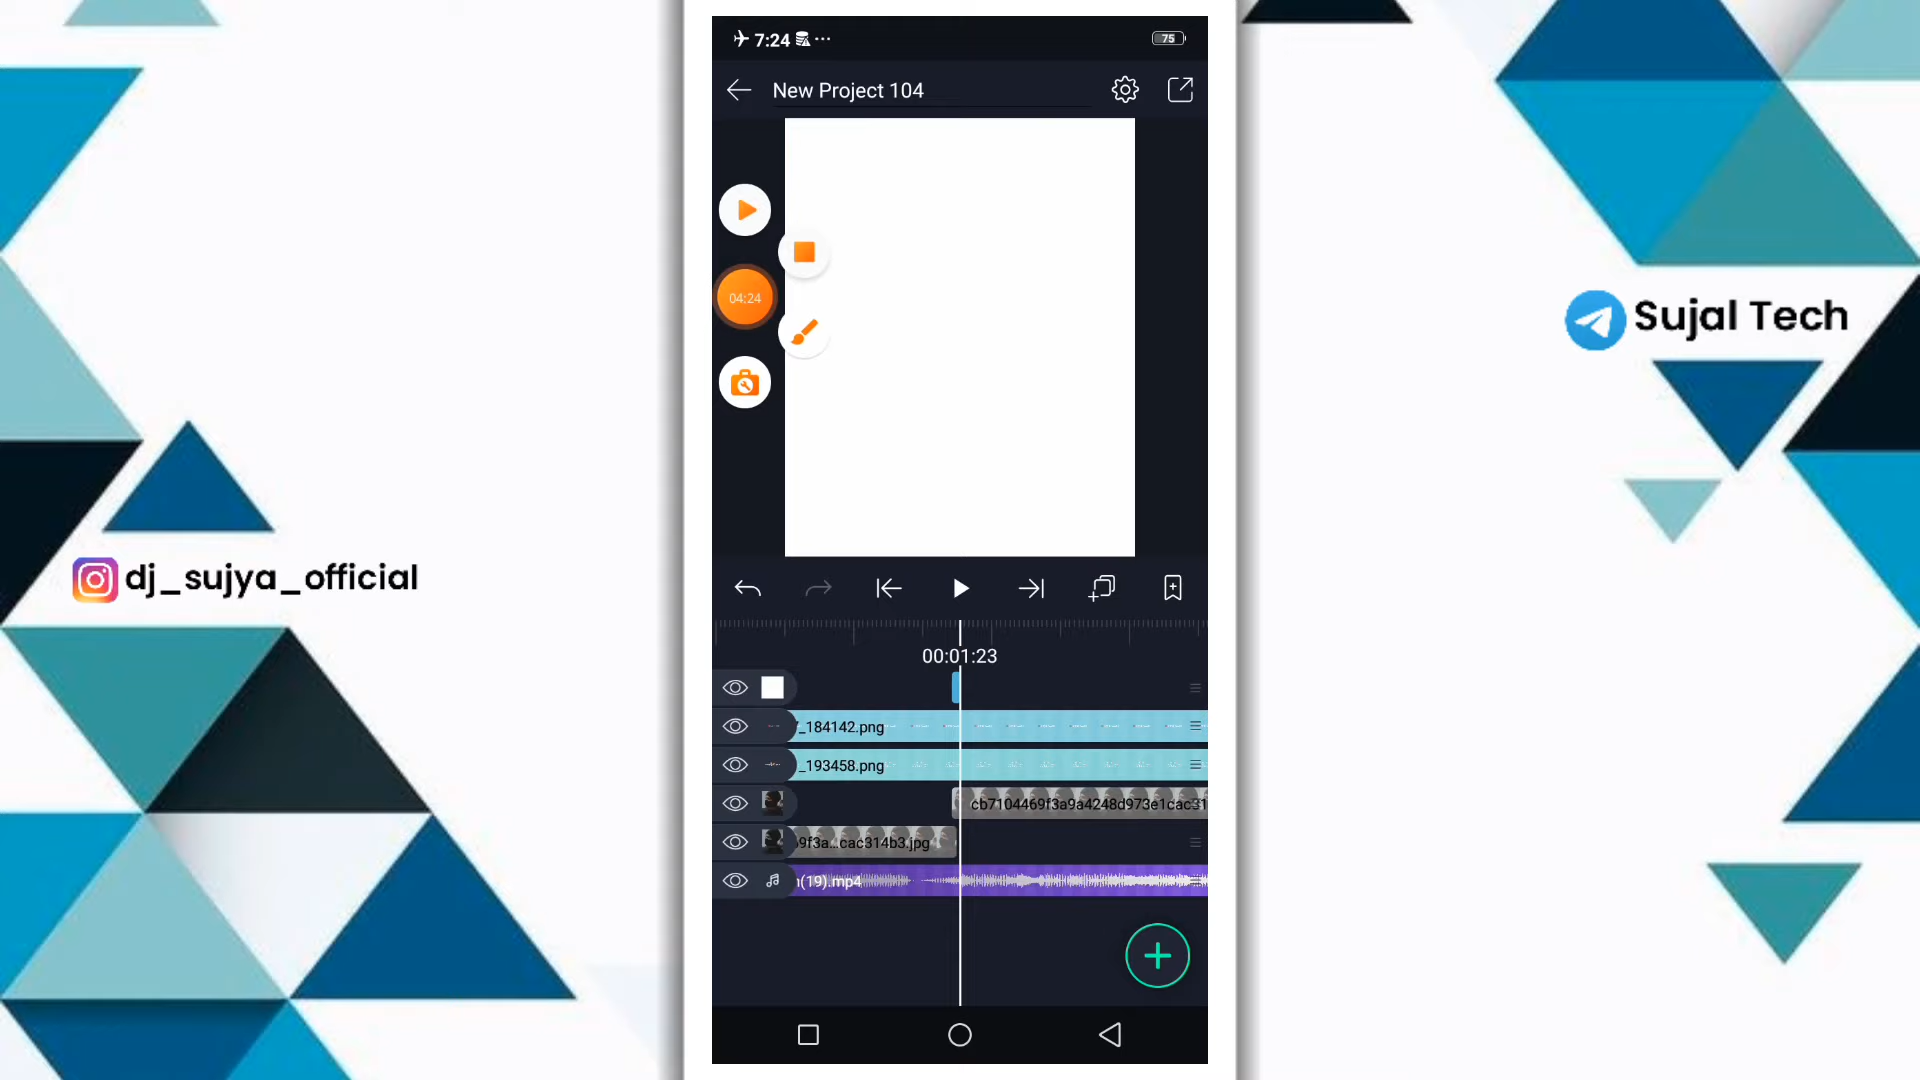 7:24
75
New Project 104
04:24
Sujal Tech
dj_sujya_official
00:01:23
_184142.png
_193458.png
cb7104469f3a9a4248d973e1cac31
9f3a...cac314b3.jpg
(19).mp4